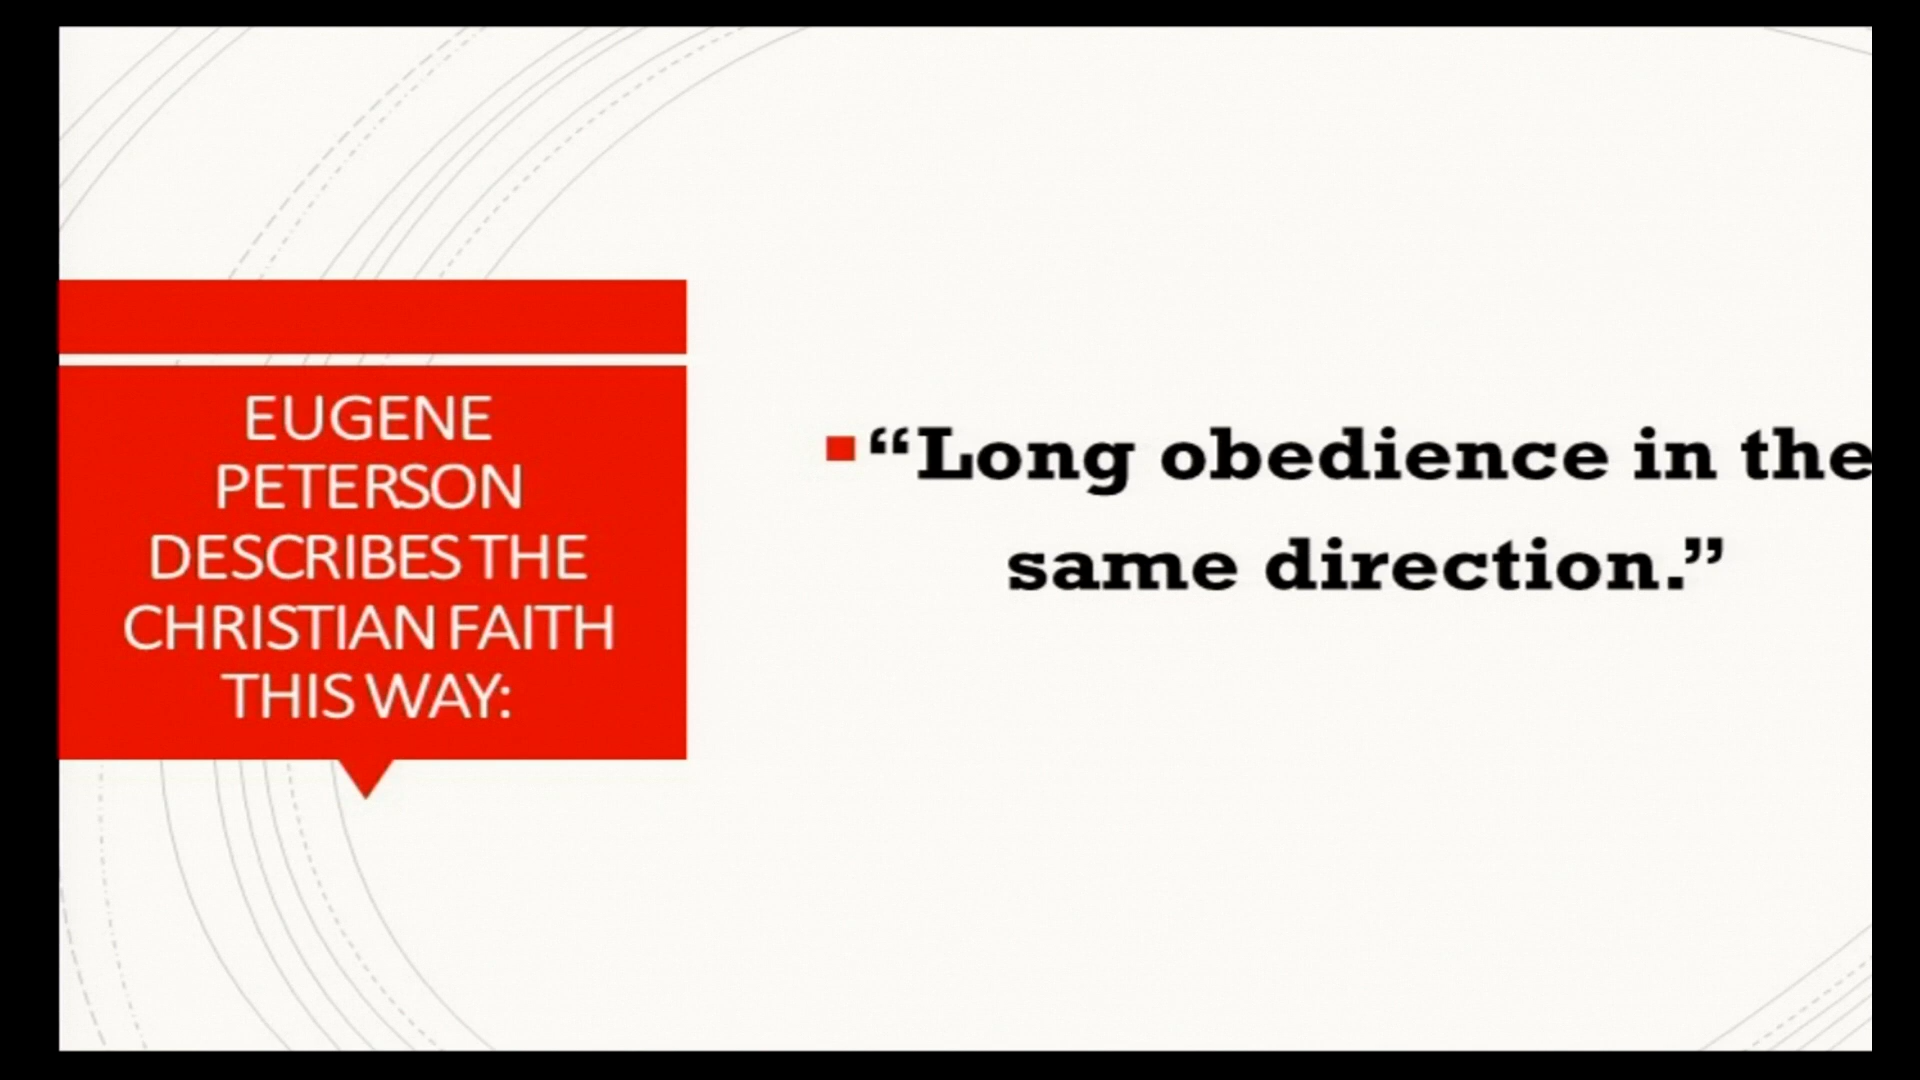 EUGENE
PETERSON
DESCRIBES THE
CHRISTIAN FAITH
THIS WAY:
“Long obedience in the
same direction.”